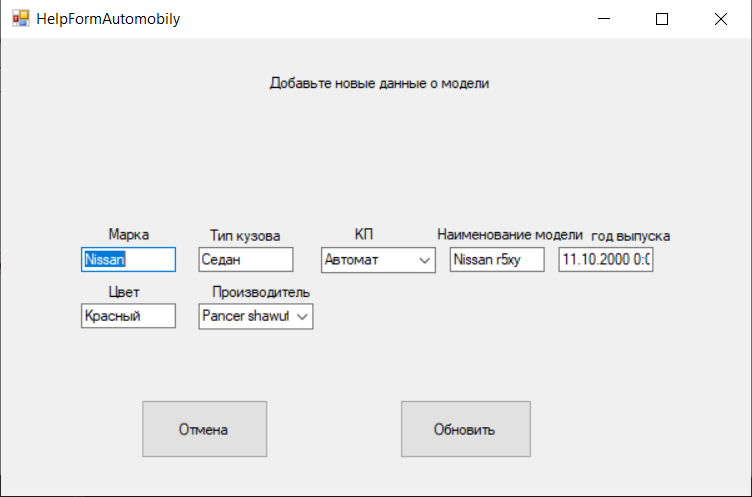 HelpFormAutomobily
Добавьте новые данные о модели
Марка Тип кузова КП Наименование модели год выпуска
Nissan Седан Автомат Nissan r5xy 11.10.2000 0:0
Цвет Производитель
Красный Pancer shawuf
Отмена Обновить